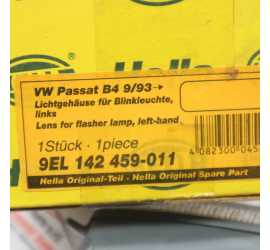 Hella
VW Passat B4 9/93→
Lichtgehäuse für Blinkleuchte,
links
Lens for flasher lamp, left-hand
1Stück · 1piece
9EL 142 459-011
4 082300 045
Hella Original-Teil - Hella Original Spare Part